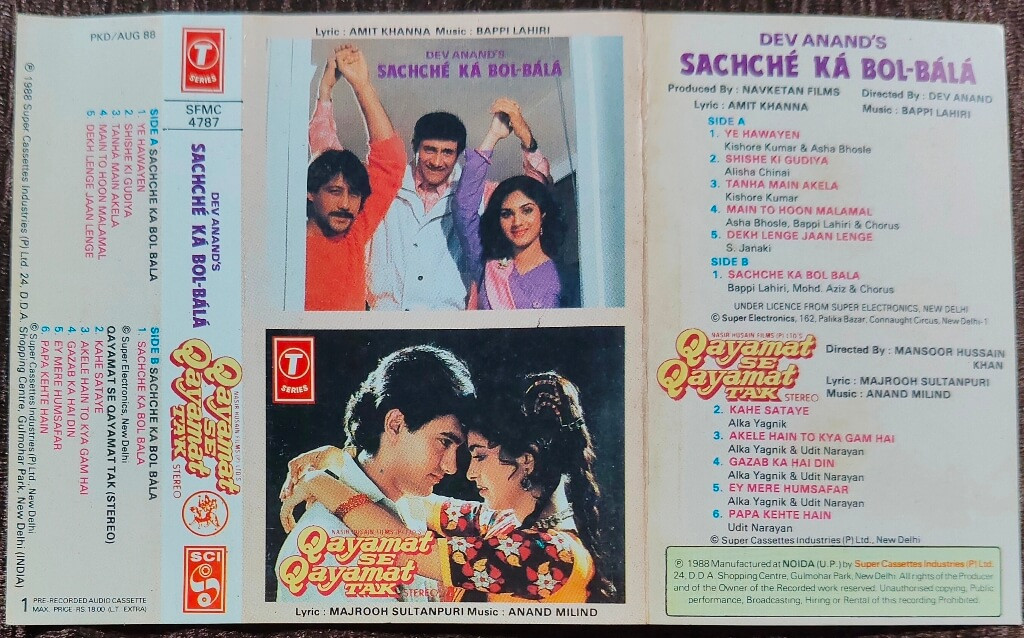 PKD/AUG 88
℗ 1988 Super Cassettes Industries (P) Ltd. 24, D.D.A. Shopping Centre, Gulmohar Park, New Delhi (INDIA)
SIDE A SACHCHE KA BOL BALA
1 YE HAWAYEN
2 SHISHE KI GUDIYA
3 TANHA MAIN AKELA
4 MAIN TO HOON MALAMAL
5 DEKH LENGE JAAN LENGE
SIDE B SACHCHE KA BOL BALA
1 SACHCHE KA BOL BALA
© Super Electronics, New Delhi
QAYAMAT SE QAYAMAT TAK (STEREO)
2 KAHE SATAYE
3 AKELE HAIN TO KYA GAM HAI
4 GAZAB KA HAI DIN
5 EY MERE HUMSAFAR
6 PAPA KEHTE HAIN
© Super Cassettes Industries (P) Ltd., New Delhi
1 PRE-RECORDED AUDIO CASSETTE
MAX. PRICE RS.18.00 (L.T. EXTRA)
T
SERIES
SFMC
4787
DEV ANAND'S
SACHCHÉ KÁ BOL-BÁLÁ
NASIR HUSAIN FILMS (P) LTD'S
Qayamat
SE
Qayamat
TAK
STEREO
SCI
Lyric : AMIT KHANNA Music : BAPPI LAHIRI
DEV ANAND'S
SACHCHÉ KÁ BOL-BÁLÁ
T
SERIES
NASIR HUSAIN FILMS (P) LTD'S
Qayamat
SE
Qayamat
TAK STEREO
Lyric : MAJROOH SULTANPURI Music : ANAND MILIND
DEV ANAND'S
SACHCHÉ KÁ BOL-BÁLÁ
Produced By : NAVKETAN FILMS Directed By : DEV ANAND
Lyric : AMIT KHANNA Music : BAPPI LAHIRI
SIDE A
1. YE HAWAYEN
Kishore Kumar & Asha Bhosle
2. SHISHE KI GUDIYA
Alisha Chinai
3. TANHA MAIN AKELA
Kishore Kumar
4. MAIN TO HOON MALAMAL
Asha Bhosle, Bappi Lahiri & Chorus
5. DEKH LENGE JAAN LENGE
S. Janaki
SIDE B
1. SACHCHE KA BOL BALA
Bappi Lahiri, Mohd. Aziz & Chorus
UNDER LICENCE FROM SUPER ELECTRONICS, NEW DELHI
© Super Electronics, 162, Palika Bazar, Connaught Circus, New Delhi-1
NASIR HUSAIN FILMS (P) LTD'S
Qayamat
SE
Qayamat
TAK STEREO
Directed By : MANSOOR HUSSAIN
KHAN
Lyric : MAJROOH SULTANPURI
Music : ANAND MILIND
2. KAHE SATAYE
Alka Yagnik
3. AKELE HAIN TO KYA GAM HAI
Alka Yagnik & Udit Narayan
4. GAZAB KA HAI DIN
Alka Yagnik & Udit Narayan
5. EY MERE HUMSAFAR
Alka Yagnik & Udit Narayan
6. PAPA KEHTE HAIN
Udit Narayan
© Super Cassettes Industries (P) Ltd., New Delhi
℗ 1988 Manufactured at NOIDA (U.P.) by Super Cassettes Industries (P) Ltd.
24, D.D.A. Shopping Centre, Gulmohar Park, New Delhi. All rights of the Producer
and of the Owner of the Recorded work reserved. Unauthorised copying, Public
performance, Broadcasting, Hiring or Rental of this recording Prohibited.